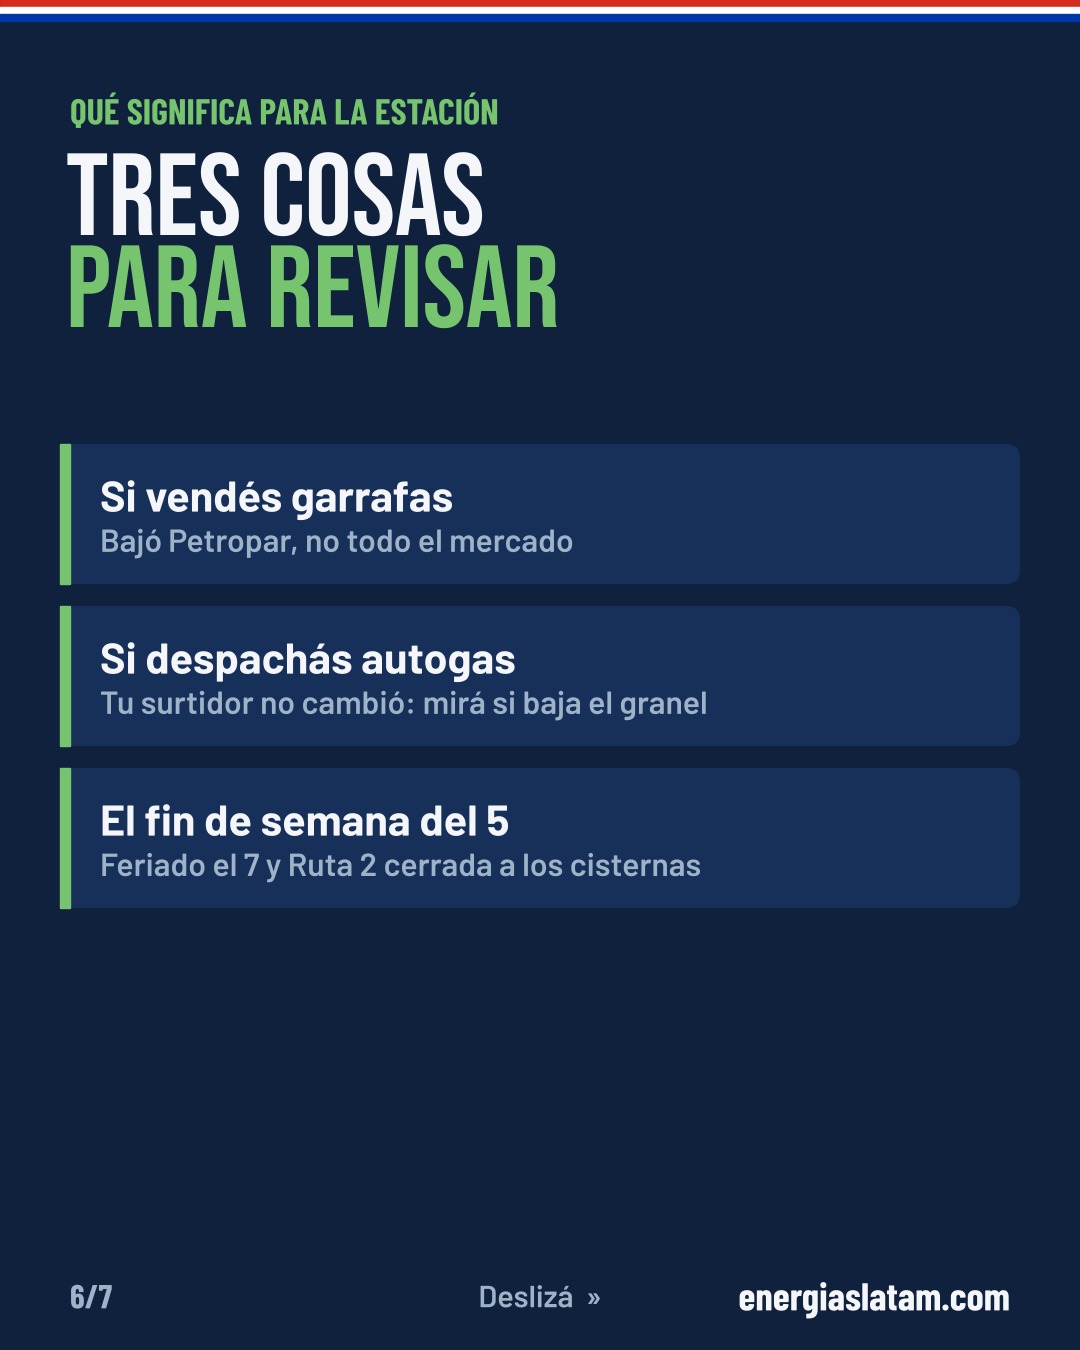 QUÉ SIGNIFICA PARA LA ESTACIÓN
TRES COSAS
PARA REVISAR
Si vendés garrafas
Bajó Petropar, no todo el mercado
Si despachás autogas
Tu surtidor no cambió: mirá si baja el granel
El fin de semana del 5
Feriado el 7 y Ruta 2 cerrada a los cisternas
6/7
Deslizá »
energiaslatam.com